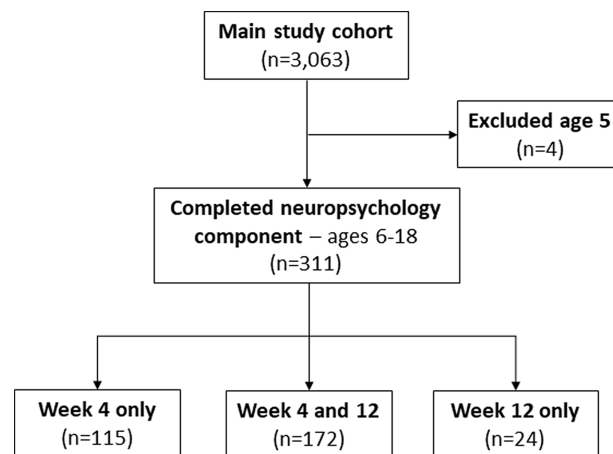 Main study cohort
(n=3,063)
Excluded age 5
(n=4)
Completed neuropsychology
component – ages 6-18
(n=311)
Week 4 only
(n=115)
Week 4 and 12
(n=172)
Week 12 only
(n=24)